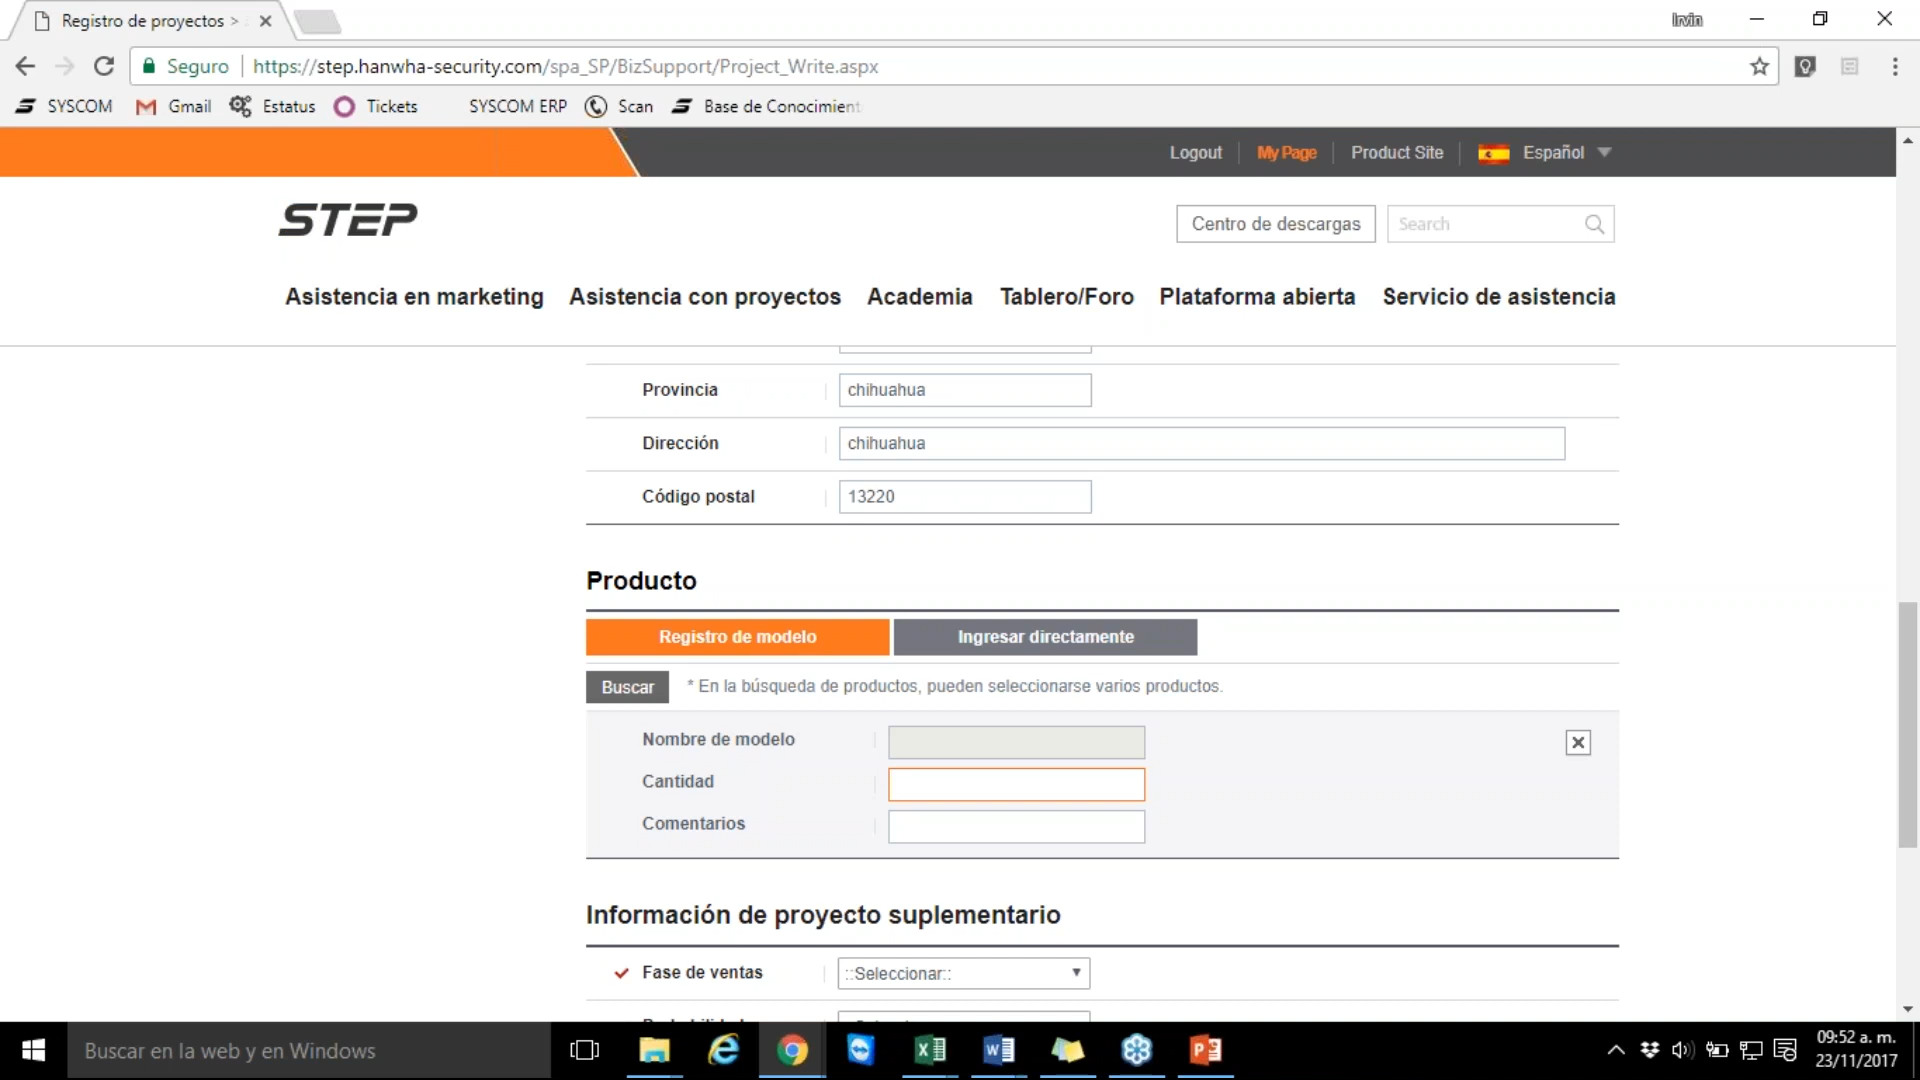 Registro de proyectos >
Irvin
Seguro
https://step.hanwha-security.com/spa_SP/BizSupport/Project_Write.aspx
SYSCOM
Gmail
Estatus
Tickets
SYSCOM ERP
Scan
Base de Conocimient
Logout
My Page
Product Site
Español
STEP
Centro de descargas
Search
Asistencia en marketing
Asistencia con proyectos
Academia
Tablero/Foro
Plataforma abierta
Servicio de asistencia
Provincia
chihuahua
Dirección
chihuahua
Código postal
13220
Producto
Registro de modelo
Ingresar directamente
Buscar
* En la búsqueda de productos, pueden seleccionarse varios productos.
Nombre de modelo
Cantidad
Comentarios
Información de proyecto suplementario
Fase de ventas
::Seleccionar::
Buscar en la web y en Windows
09:52 a. m.
23/11/2017